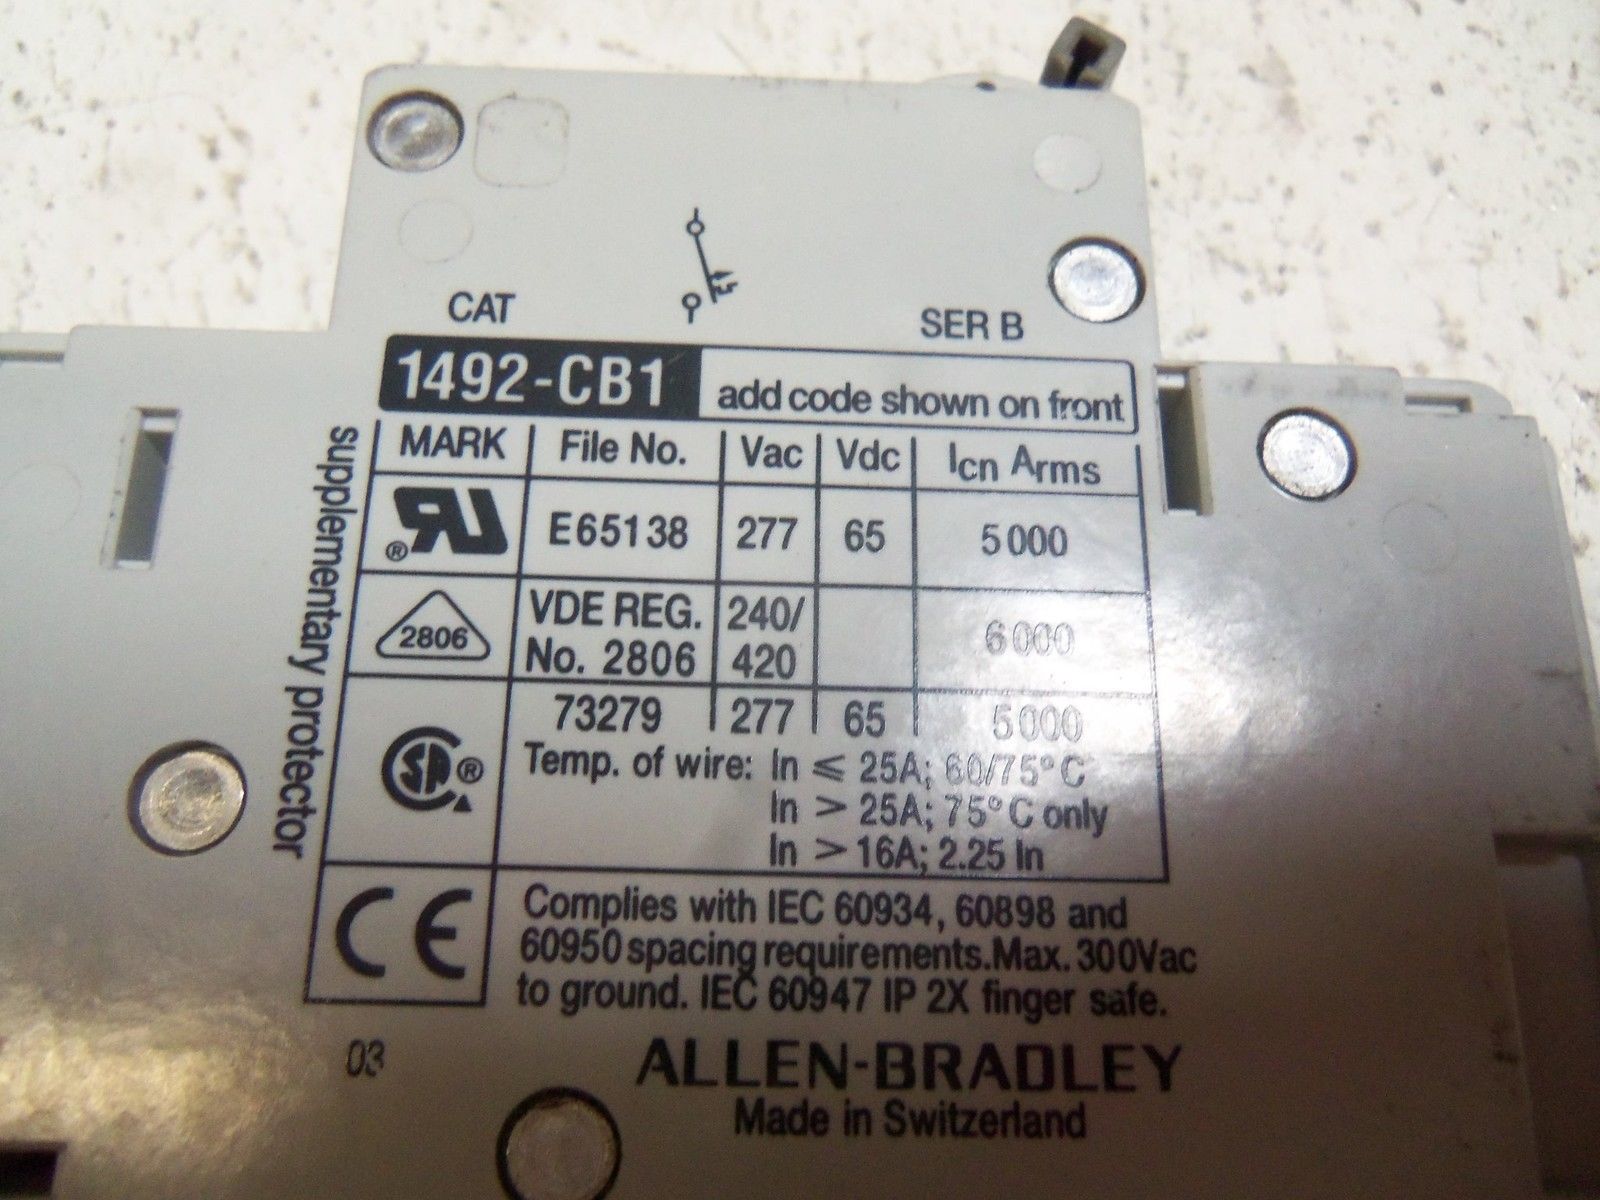 CAT
SER B
1492-CB1 add code shown on front
supplementary protector
MARK File No. Vac Vdc Icn Arms
RU ® E65138 277 65 5000
2806 VDE REG. No. 2806 240/420 6000
SA ® 73279 277 65 5000
Temp. of wire: In ≤ 25A; 60/75°C
In > 25A; 75°C only
In > 16A; 2.25 In
CE
Complies with IEC 60934, 60898 and
60950 spacing requirements. Max. 300Vac
to ground. IEC 60947 IP 2X finger safe.
03
ALLEN-BRADLEY
Made in Switzerland